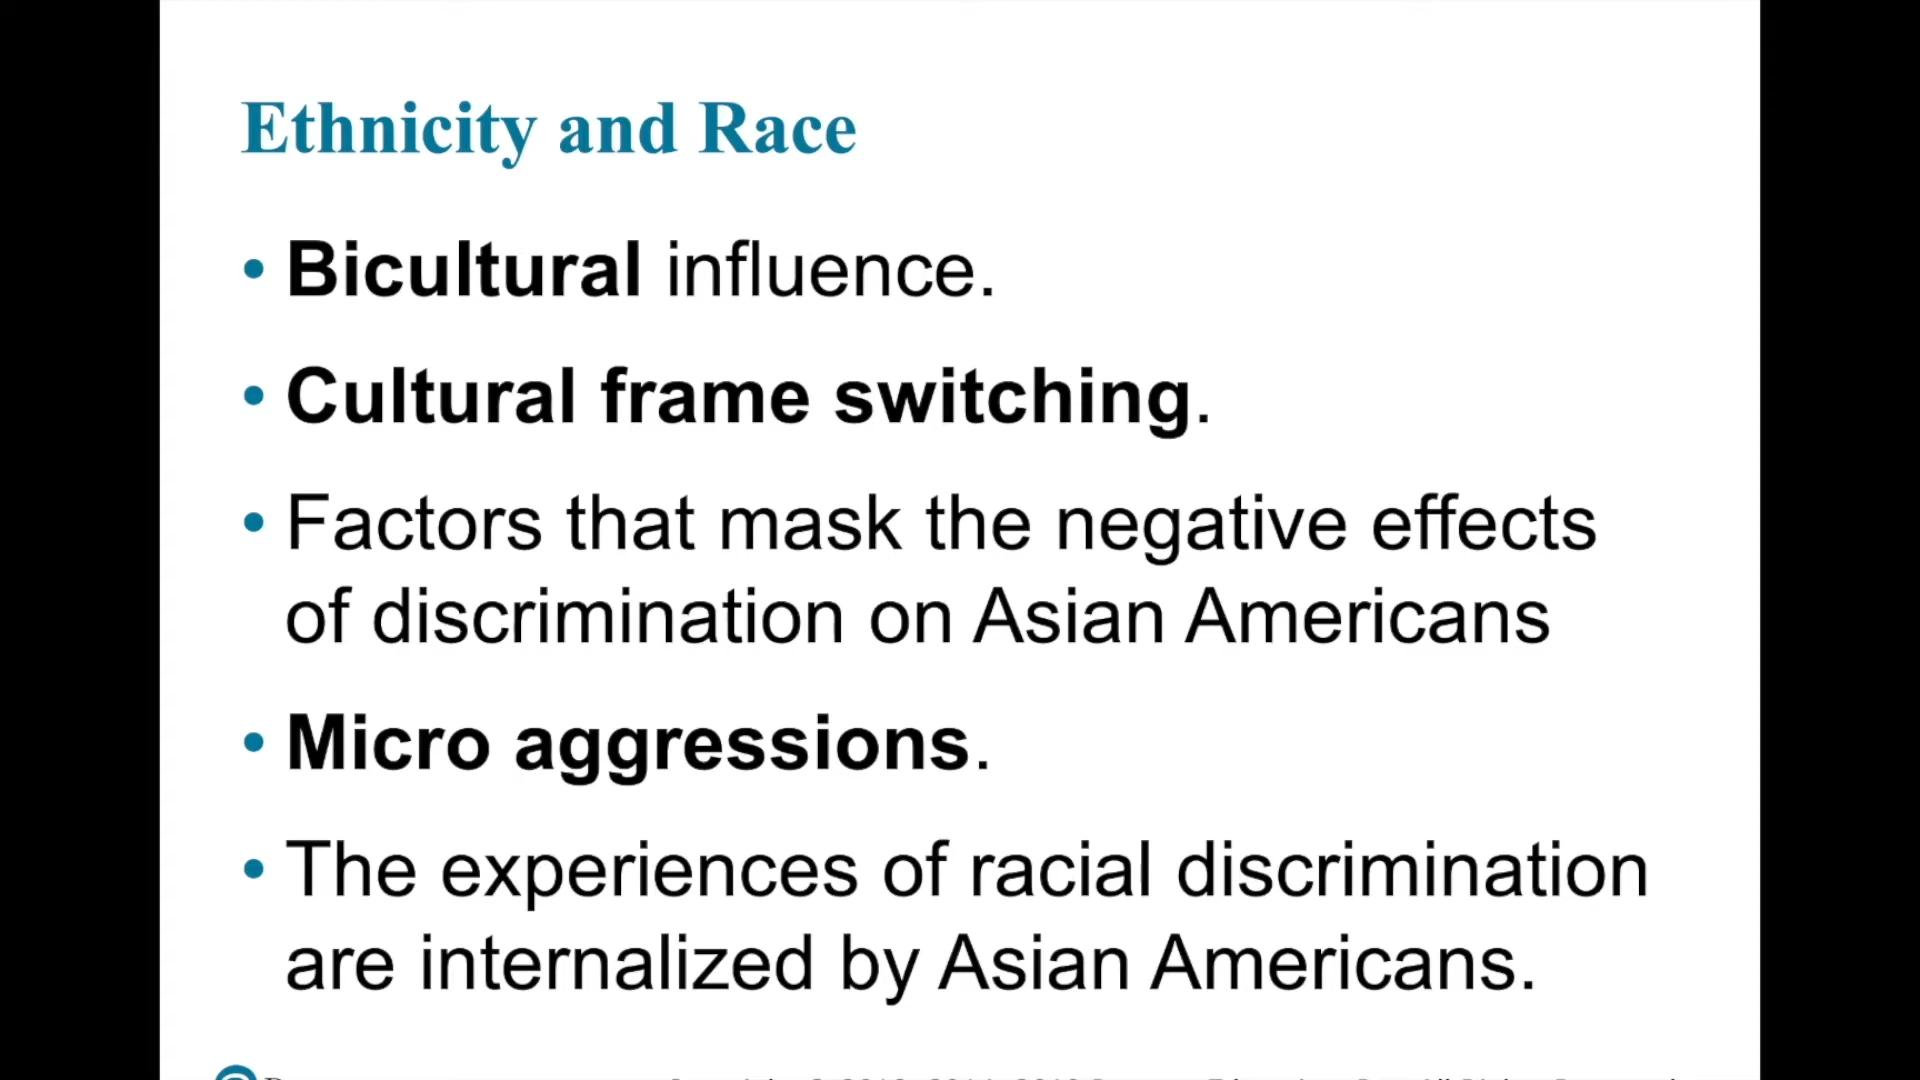 Ethnicity and Race
• Bicultural influence.
• Cultural frame switching.
• Factors that mask the negative effects
of discrimination on Asian Americans
• Micro aggressions.
• The experiences of racial discrimination
are internalized by Asian Americans.